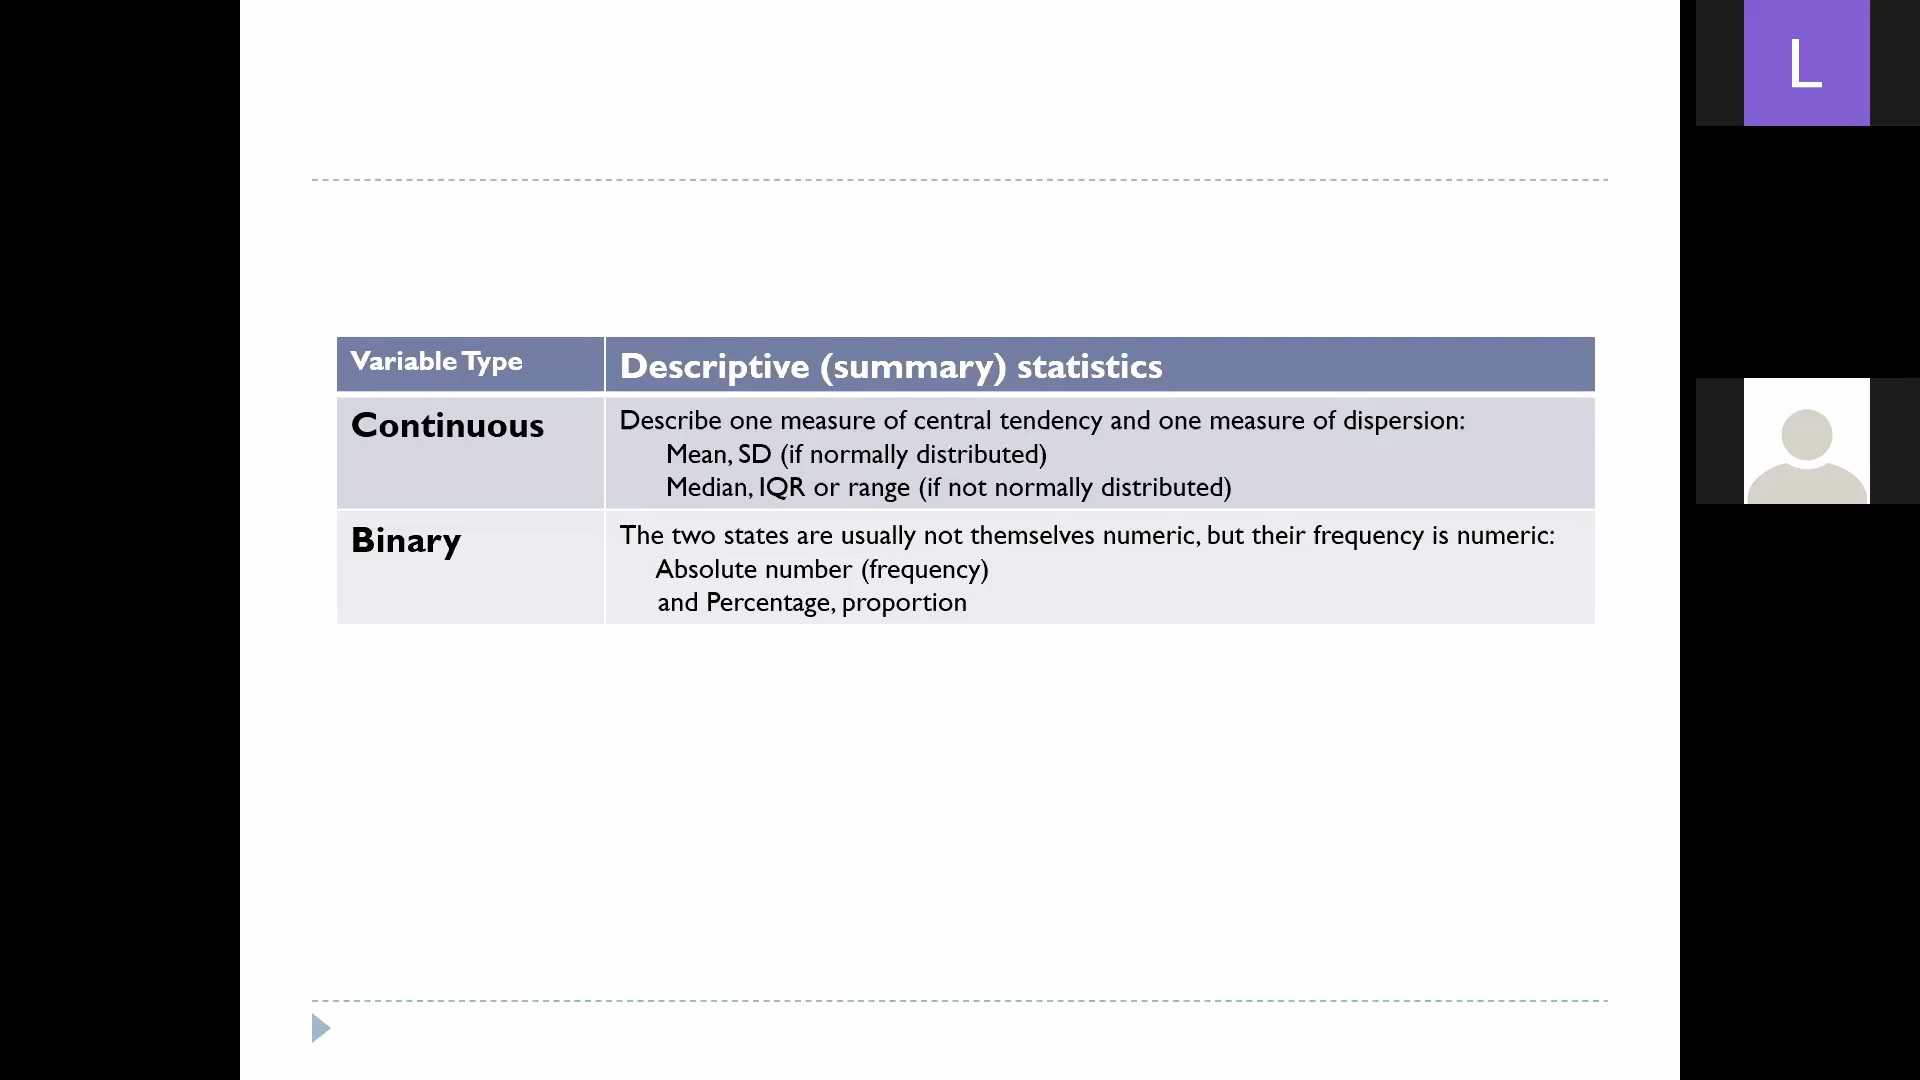 L
Variable Type
Descriptive (summary) statistics
Continuous
Describe one measure of central tendency and one measure of dispersion:
Mean, SD (if normally distributed)
Median, IQR or range (if not normally distributed)
Binary
The two states are usually not themselves numeric, but their frequency is numeric:
Absolute number (frequency)
and Percentage, proportion